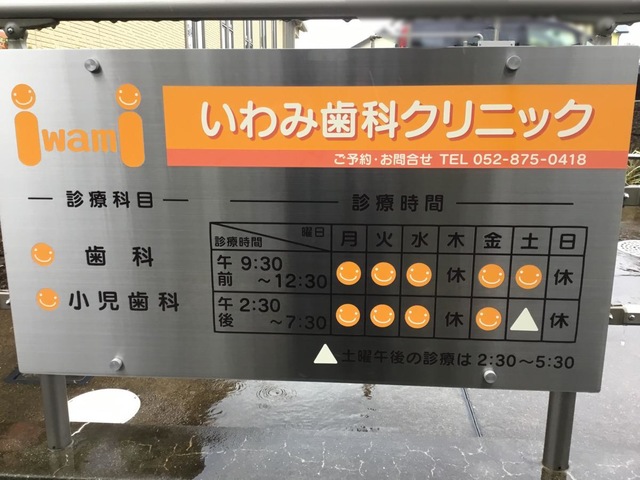 iwami
いわみ歯科クリニック
ご予約・お問合せ TEL 052-875-0418
診療科目
歯科
小児歯科
診療時間
診療時間 曜日 月 火 水 木 金 土 日
午前 9:30～12:30 休 休
午後 2:30～7:30 休 △ 休
△ 土曜午後の診療は 2:30～5:30